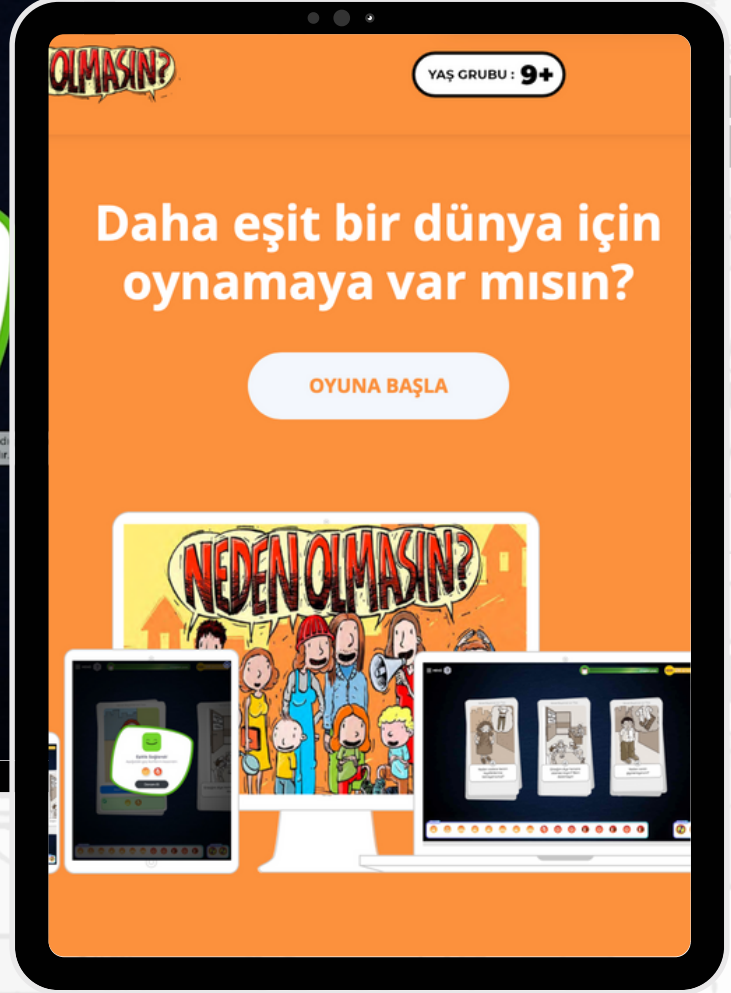 OLMASIN?
YAŞ GRUBU : 9+
Daha eşit bir dünya için
oynamaya var mısın?
OYUNA BAŞLA
NEDEN OLMASIN?